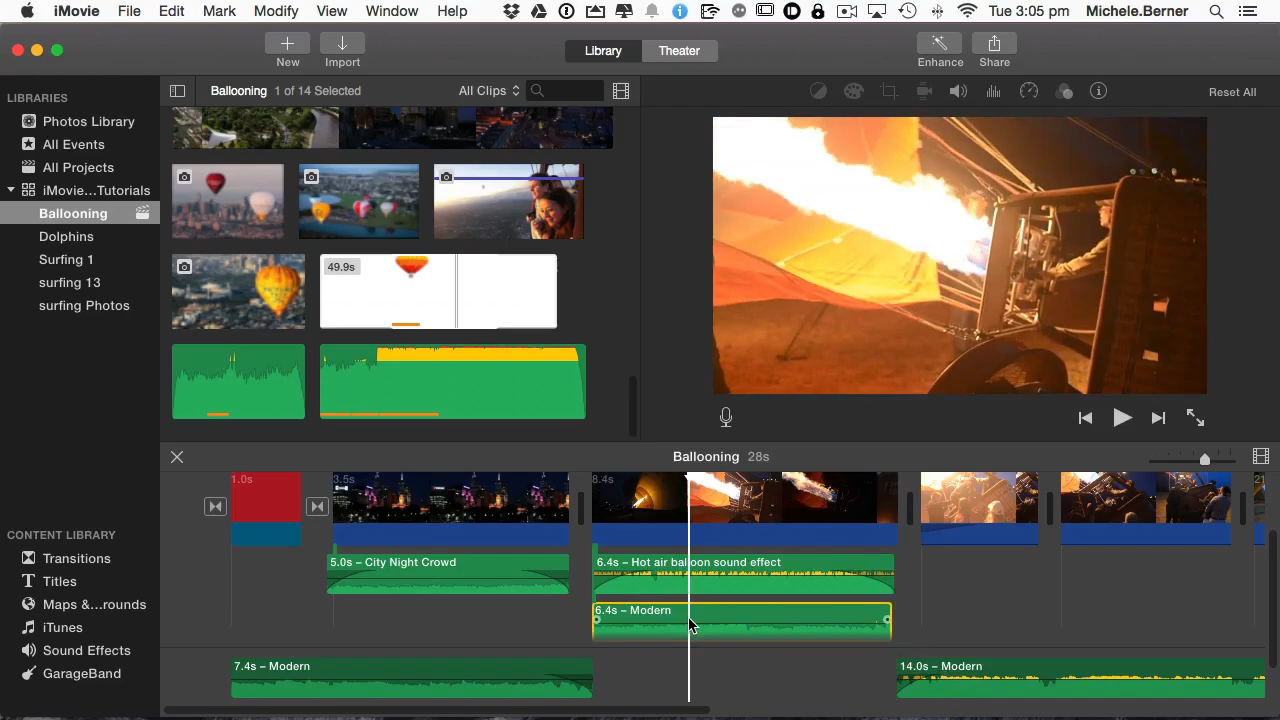 iMovie File Edit Mark Modify View Window Help Tue 3:05 pm Michele.Berner
New Import Library Theater Enhance Share
LIBRARIES
Photos Library
All Events
All Projects
iMovie...Tutorials
Ballooning
Dolphins
Surfing 1
surfing 13
surfing Photos
Ballooning 1 of 14 Selected All Clips
Reset All
49.9s
Ballooning 28s
CONTENT LIBRARY
Transitions
Titles
Maps &...rounds
iTunes
Sound Effects
GarageBand
1.0s 3.5s 8.4s
5.0s – City Night Crowd 6.4s – Hot air balloon sound effect
6.4s – Modern
7.4s – Modern 14.0s – Modern